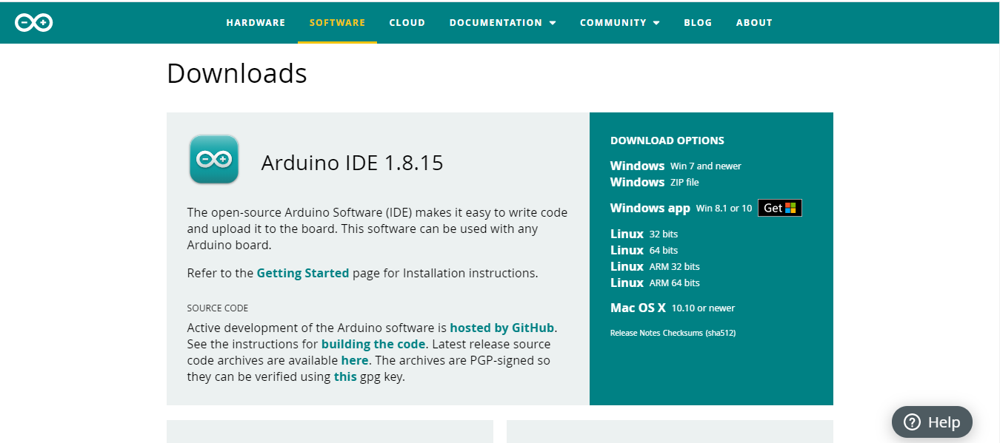 HARDWARE SOFTWARE CLOUD DOCUMENTATION COMMUNITY BLOG ABOUT
Downloads
Arduino IDE 1.8.15
The open-source Arduino Software (IDE) makes it easy to write code
and upload it to the board. This software can be used with any
Arduino board.
Refer to the Getting Started page for Installation instructions.
SOURCE CODE
Active development of the Arduino software is hosted by GitHub.
See the instructions for building the code. Latest release source
code archives are available here. The archives are PGP-signed so
they can be verified using this gpg key.
DOWNLOAD OPTIONS
Windows Win 7 and newer
Windows ZIP file
Windows app Win 8.1 or 10 Get
Linux 32 bits
Linux 64 bits
Linux ARM 32 bits
Linux ARM 64 bits
Mac OS X 10.10 or newer
Release Notes Checksums (sha512)
? Help